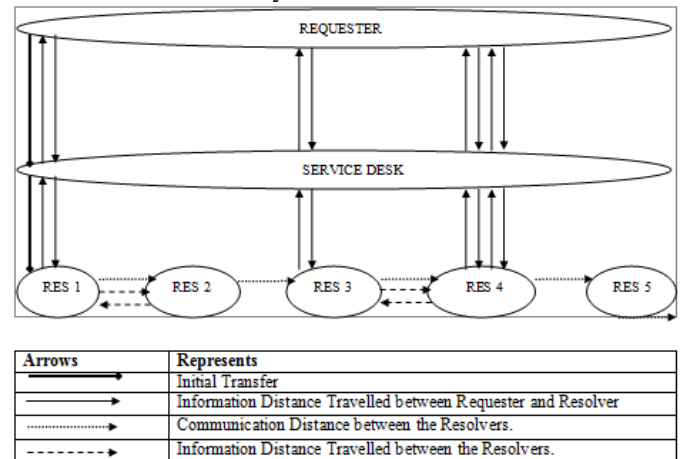 REQUESTER
SERVICE DESK
RES 1 RES 2 RES 3 RES 4 RES 5
Arrows Represents
Initial Transfer
Information Distance Travelled between Requester and Resolver
Communication Distance between the Resolvers.
Information Distance Travelled between the Resolvers.